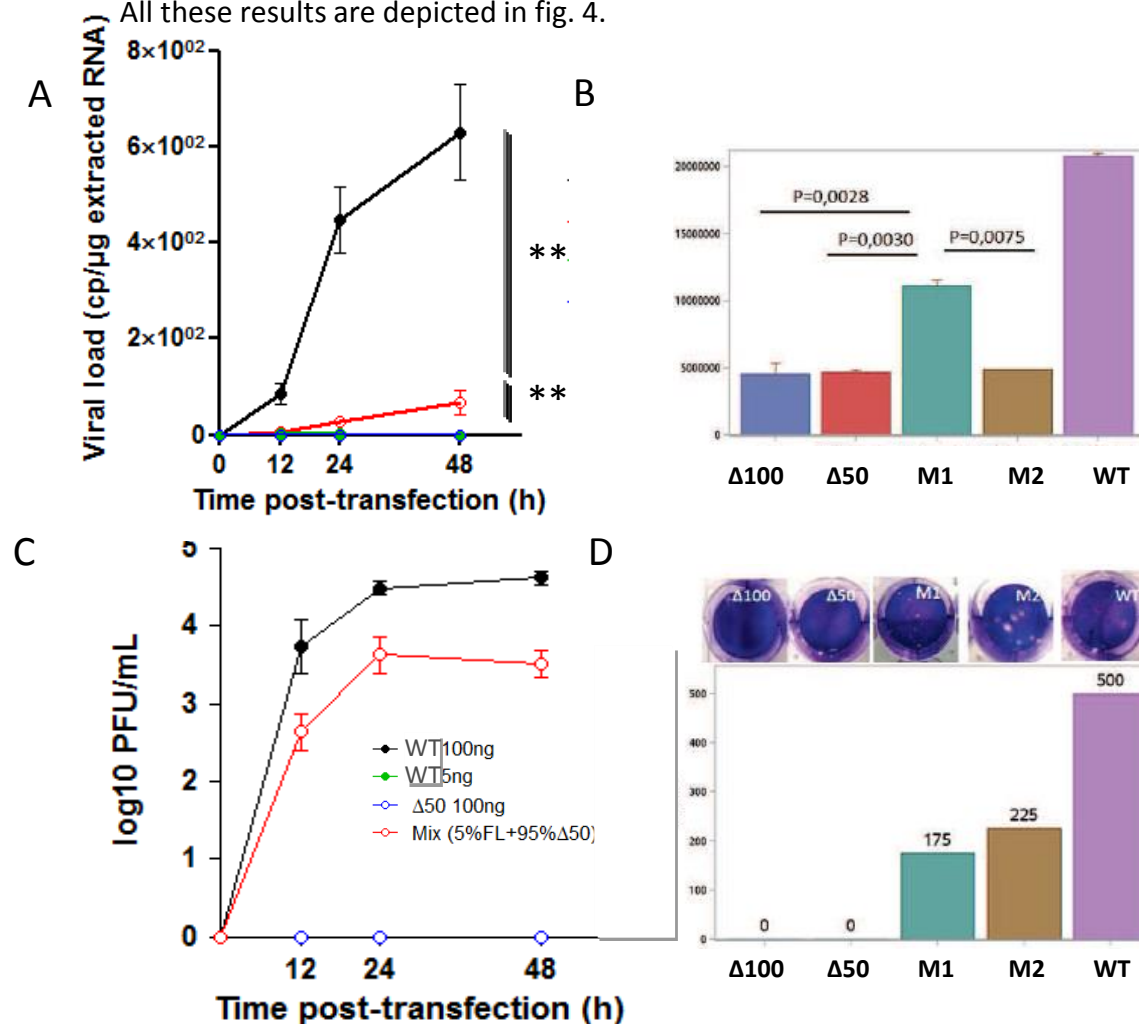 All these results are depicted in fig. 4.
A
Viral load (cp/µg extracted RNA)
8×10⁰²
6×10⁰²
4×10⁰²
2×10⁰²
0
**
**
0 12 24 48
Time post-transfection (h)
B
20000000
15000000
10000000
5000000
0
P=0,0028
P=0,0030
P=0,0075
Δ100 Δ50 M1 M2 WT
C
log10 PFU/mL
5
4
3
2
1
0
WT100ng
WT5ng
Δ50 100ng
Mix (5%FL+95%Δ50)
12 24 48
Time post-transfection (h)
D
Δ100 Δ50 M1 M2 WT
500
400
300
200
100
0
0 0 175 225 500
Δ100 Δ50 M1 M2 WT